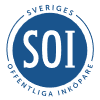 SVERIGES
SOI
OFFENTLIGA INKÖPARE